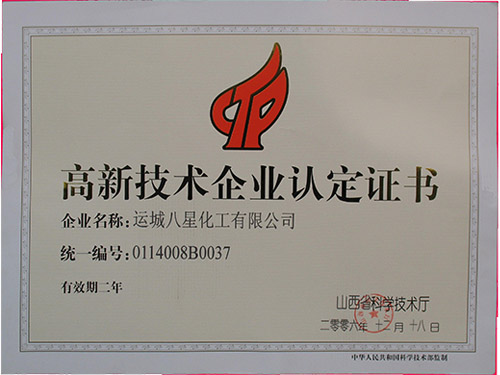 高新技术企业认定证书
企业名称:运城八星化工有限公司
统一编号:0114008B0037
有效期二年
山西省科学技术厅
二零零六年 十二月 十八日
中华人民共和国科学技术部监制